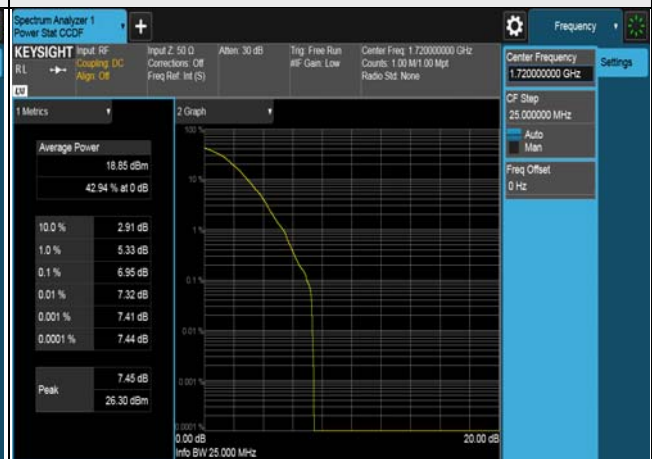 Spectrum Analyzer 1
Power Stat CCDF
Frequency
KEYSIGHT
Input: RF
Coupling: DC
Align: Off
Input Z: 50 Ω
Corrections: Off
Freq Ref: Int (S)
Atten: 30 dB
Trig: Free Run
#IF Gain: Low
Center Freq: 1.720000000 GHz
Counts: 1.00 M/1.00 Mpt
Radio Std: None
R L
LV
1 Metrics
Average Power
18.85 dBm
42.94 % at 0 dB
10.0 % 2.91 dB
1.0 % 5.33 dB
0.1 % 6.95 dB
0.01 % 7.32 dB
0.001 % 7.41 dB
0.0001 % 7.44 dB
Peak
7.45 dB
26.30 dBm
2 Graph
100 %
10 %
1 %
0.1 %
0.01 %
0.001 %
0.0001 %
0.00 dB
20.00 dB
Info BW 25.000 MHz
Center Frequency
1.720000000 GHz
CF Step
25.000000 MHz
Auto
Man
Freq Offset
0 Hz
Settings